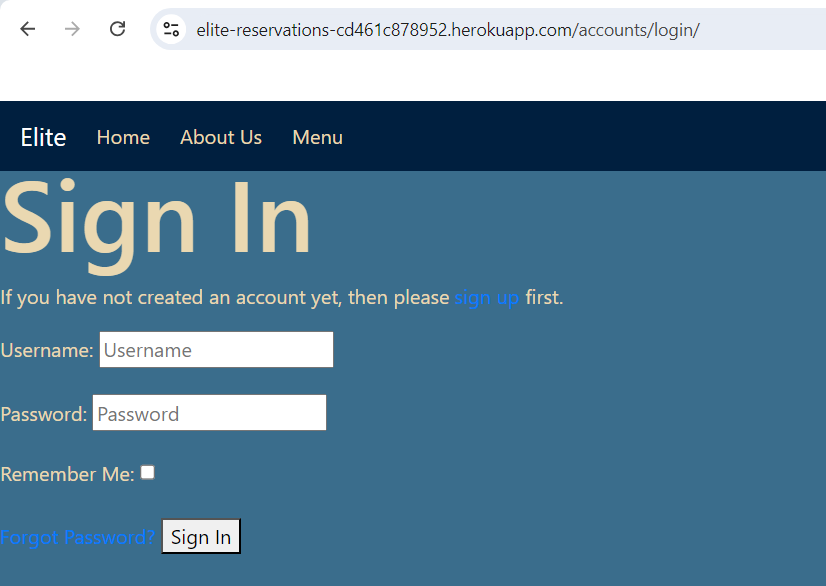 elite-reservations-cd461c878952.herokuapp.com/accounts/login/
Elite Home About Us Menu
Sign In
If you have not created an account yet, then please sign up first.
Username: Username
Password: Password
Remember Me:
Forgot Password? Sign In